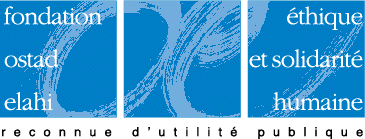 fondation
ostad
elahi
éthique
et solidarité
humaine
reconnue d'utilité publique